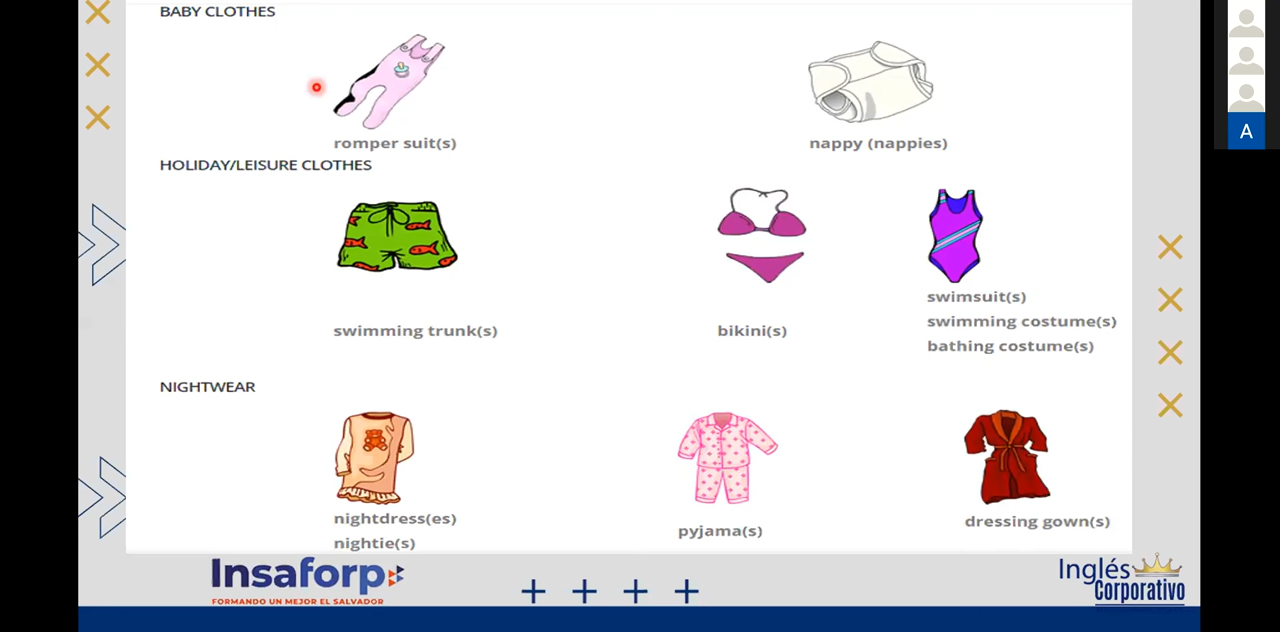 BABY CLOTHES
romper suit(s)
nappy (nappies)
HOLIDAY/LEISURE CLOTHES
swimming trunk(s)
bikini(s)
swimsuit(s)
swimming costume(s)
bathing costume(s)
NIGHTWEAR
nightdress(es)
nightie(s)
pyjama(s)
dressing gown(s)
Insaforp
FORMANDO UN MEJOR EL SALVADOR
Inglés
Corporativo
A